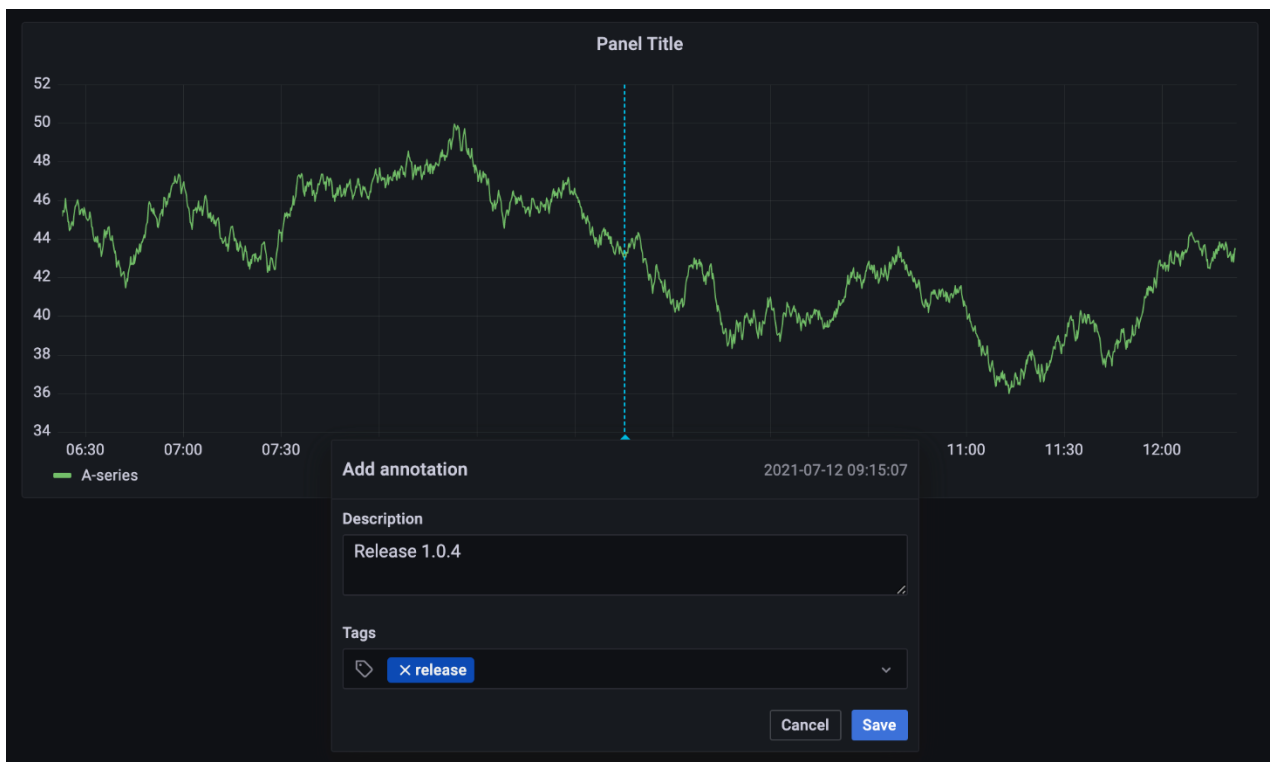 Panel Title
52
50
48
46
44
42
40
38
36
34
06:30 07:00 07:30 11:00 11:30 12:00
A-series
Add annotation 2021-07-12 09:15:07
Description
Release 1.0.4
Tags
release
Cancel Save